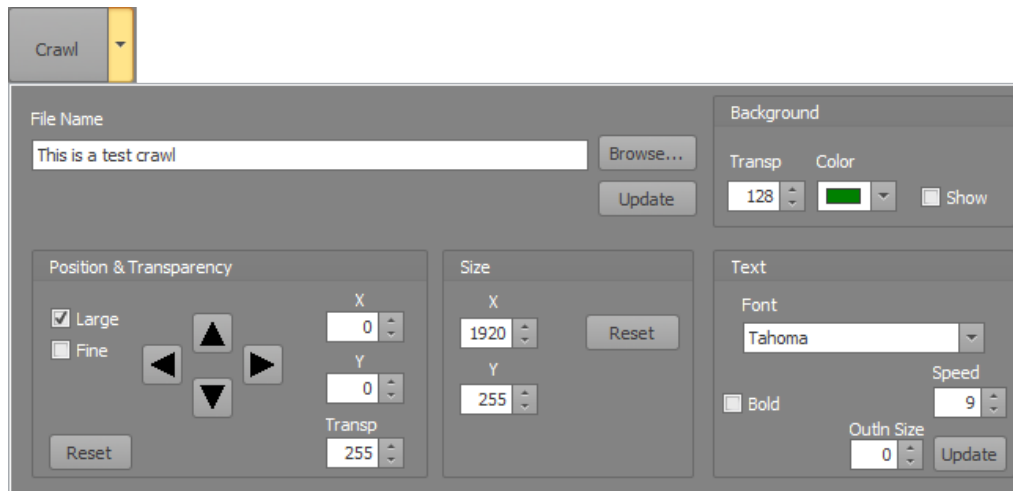 Crawl
File Name
This is a test crawl
Browse...
Update
Background
Transp Color
128
Show
Position & Transparency
Large
Fine
X
0
Y
0
Transp
255
Reset
Size
X
1920
Reset
Y
255
Text
Font
Tahoma
Speed
Bold
9
Outln Size
0
Update